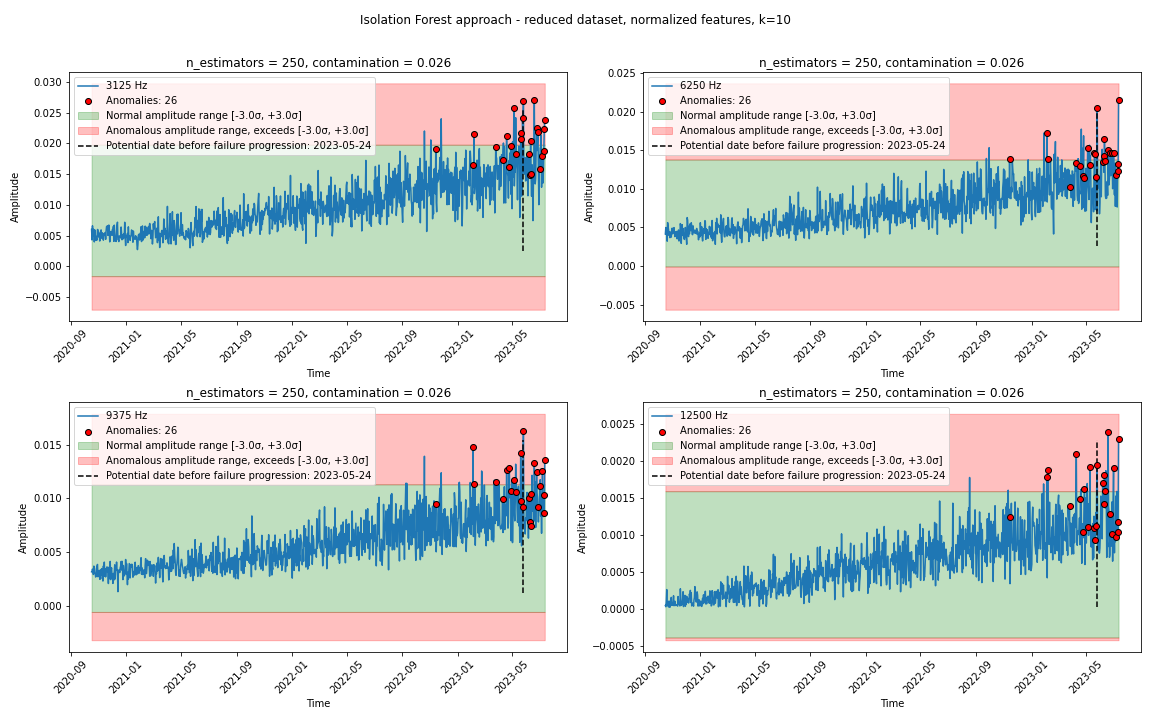 Isolation Forest approach - reduced dataset, normalized features, k=10
n_estimators = 250, contamination = 0.026
3125 Hz
Anomalies: 26
Normal amplitude range [-3.0σ, +3.0σ]
Anomalous amplitude range, exceeds [-3.0σ, +3.0σ]
Potential date before failure progression: 2023-05-24
0.030
0.025
0.020
0.015
0.010
0.005
0.000
−0.005
Amplitude
2020-09
2021-01
2021-05
2021-09
2022-01
2022-05
2022-09
2023-01
2023-05
Time
n_estimators = 250, contamination = 0.026
6250 Hz
Anomalies: 26
Normal amplitude range [-3.0σ, +3.0σ]
Anomalous amplitude range, exceeds [-3.0σ, +3.0σ]
Potential date before failure progression: 2023-05-24
0.025
0.020
0.015
0.010
0.005
0.000
−0.005
Amplitude
2020-09
2021-01
2021-05
2021-09
2022-01
2022-05
2022-09
2023-01
2023-05
Time
n_estimators = 250, contamination = 0.026
9375 Hz
Anomalies: 26
Normal amplitude range [-3.0σ, +3.0σ]
Anomalous amplitude range, exceeds [-3.0σ, +3.0σ]
Potential date before failure progression: 2023-05-24
0.015
0.010
0.005
0.000
Amplitude
2020-09
2021-01
2021-05
2021-09
2022-01
2022-05
2022-09
2023-01
2023-05
Time
n_estimators = 250, contamination = 0.026
12500 Hz
Anomalies: 26
Normal amplitude range [-3.0σ, +3.0σ]
Anomalous amplitude range, exceeds [-3.0σ, +3.0σ]
Potential date before failure progression: 2023-05-24
0.0025
0.0020
0.0015
0.0010
0.0005
0.0000
−0.0005
Amplitude
2020-09
2021-01
2021-05
2021-09
2022-01
2022-05
2022-09
2023-01
2023-05
Time